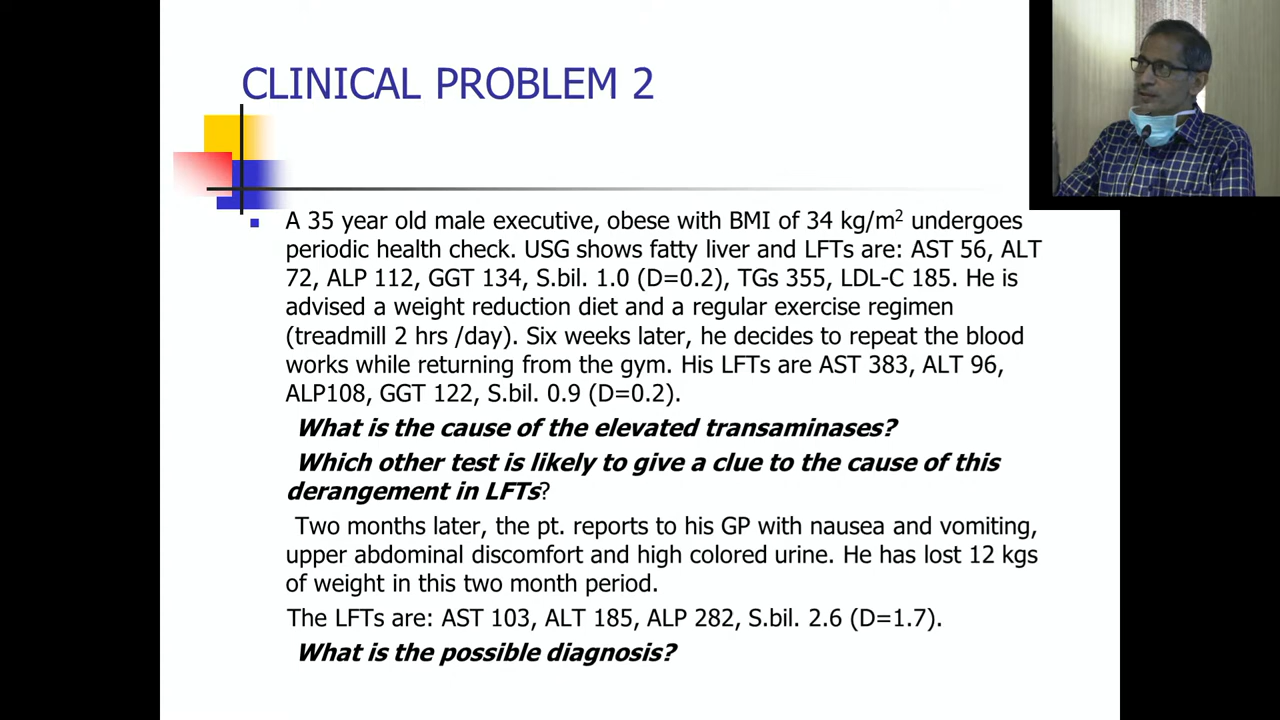 CLINICAL PROBLEM 2
A 35 year old male executive, obese with BMI of 34 kg/m² undergoes
periodic health check. USG shows fatty liver and LFTs are: AST 56, ALT
72, ALP 112, GGT 134, S.bil. 1.0 (D=0.2), TGs 355, LDL-C 185. He is
advised a weight reduction diet and a regular exercise regimen
(treadmill 2 hrs /day). Six weeks later, he decides to repeat the blood
works while returning from the gym. His LFTs are AST 383, ALT 96,
ALP108, GGT 122, S.bil. 0.9 (D=0.2).
What is the cause of the elevated transaminases?
Which other test is likely to give a clue to the cause of this
derangement in LFTs?
Two months later, the pt. reports to his GP with nausea and vomiting,
upper abdominal discomfort and high colored urine. He has lost 12 kgs
of weight in this two month period.
The LFTs are: AST 103, ALT 185, ALP 282, S.bil. 2.6 (D=1.7).
What is the possible diagnosis?